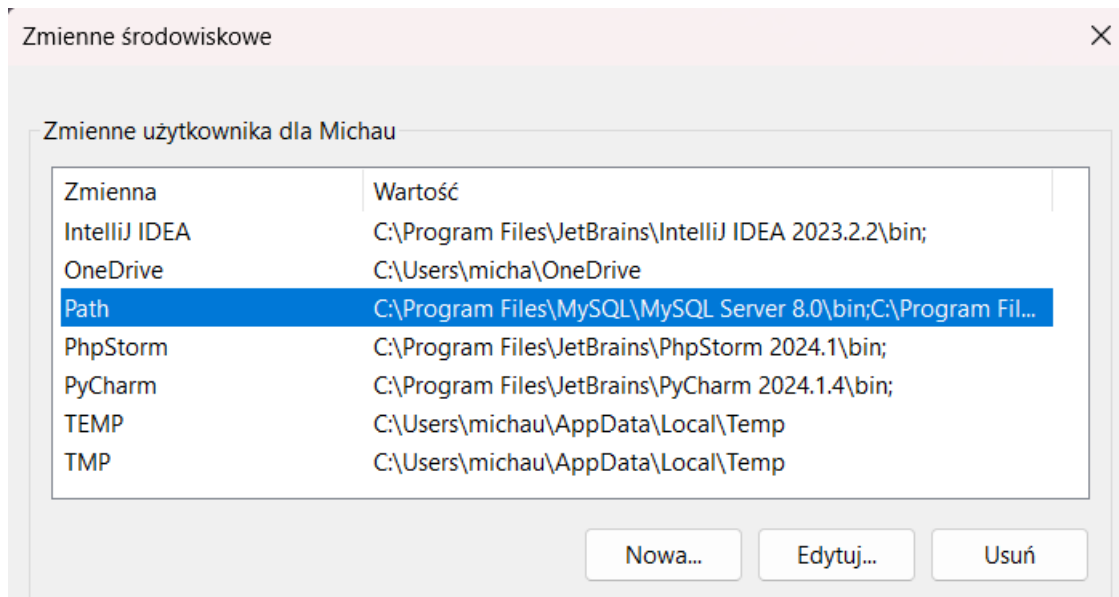 Zmienne środowiskowe
Zmienne użytkownika dla Michau
Zmienna Wartość
IntelliJ IDEA C:\Program Files\JetBrains\IntelliJ IDEA 2023.2.2\bin;
OneDrive C:\Users\micha\OneDrive
Path C:\Program Files\MySQL\MySQL Server 8.0\bin;C:\Program Fil...
PhpStorm C:\Program Files\JetBrains\PhpStorm 2024.1\bin;
PyCharm C:\Program Files\JetBrains\PyCharm 2024.1.4\bin;
TEMP C:\Users\michau\AppData\Local\Temp
TMP C:\Users\michau\AppData\Local\Temp
Nowa... Edytuj... Usuń